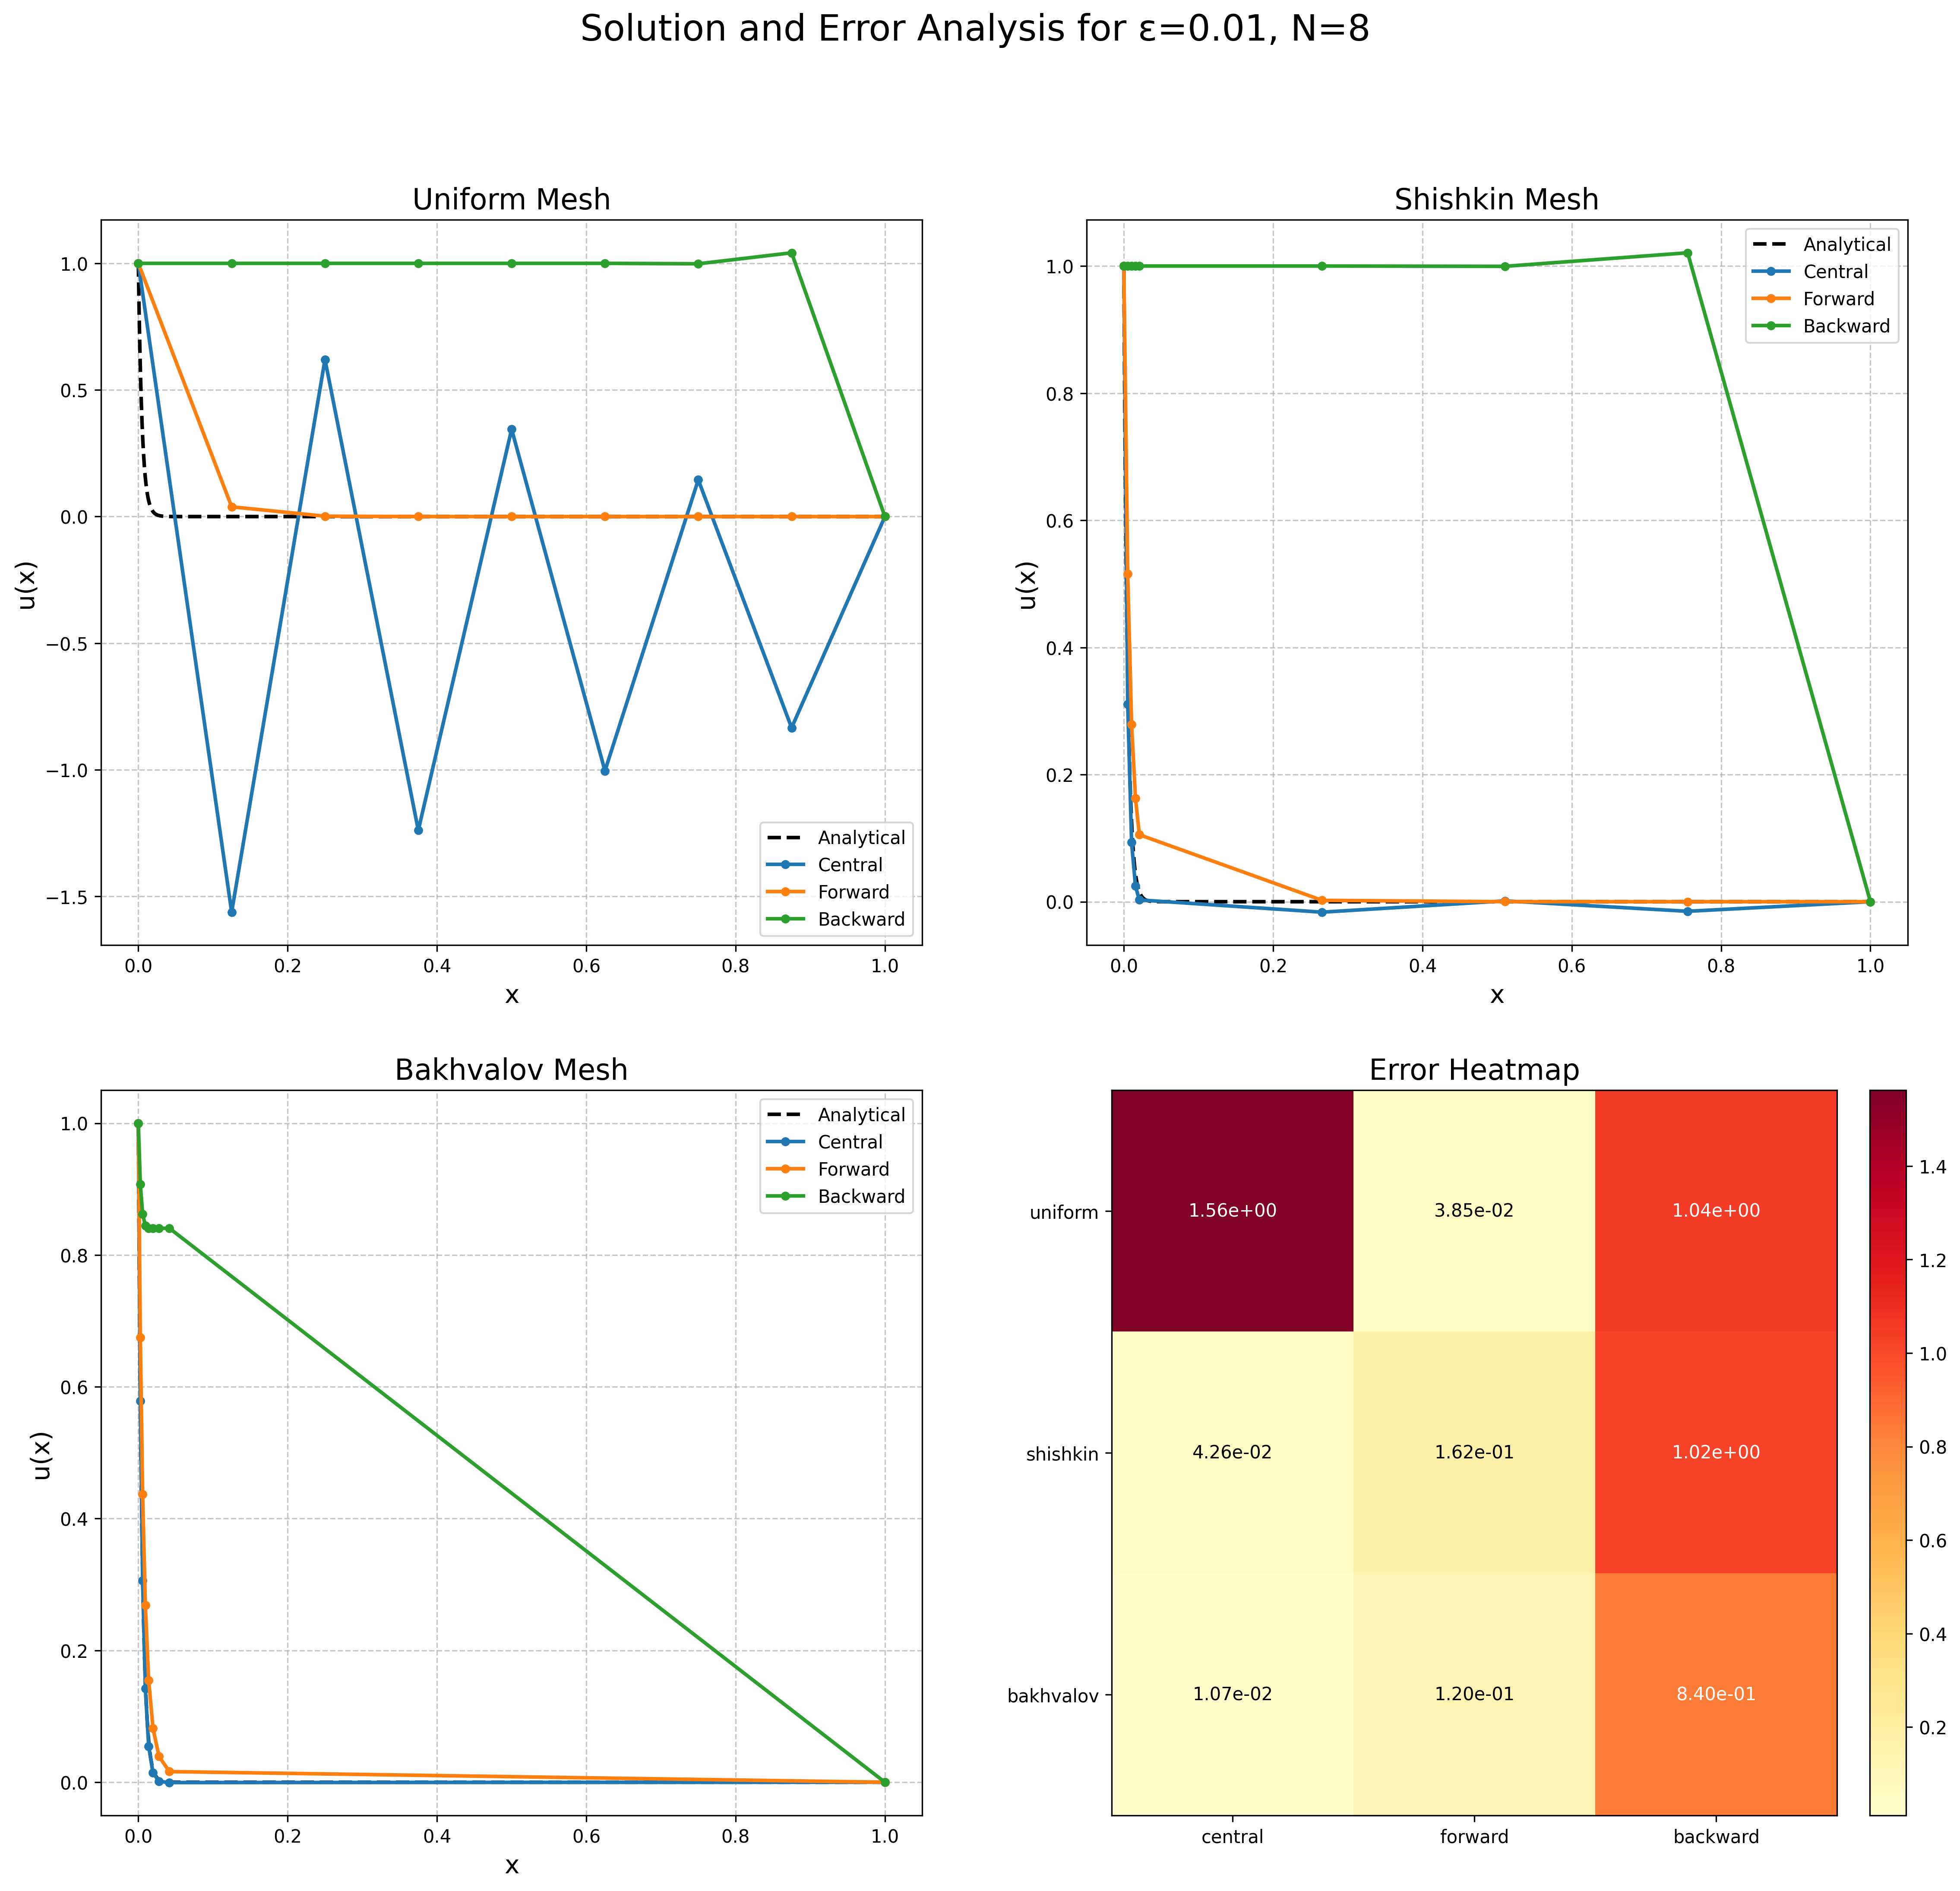 Solution and Error Analysis for ε=0.01, N=8
Uniform Mesh
u(x)
1.0
0.5
0.0
−0.5
−1.0
−1.5
Analytical
Central
Forward
Backward
0.0 0.2 0.4 0.6 0.8 1.0
x
Shishkin Mesh
u(x)
1.0
0.8
0.6
0.4
0.2
0.0
Analytical
Central
Forward
Backward
0.0 0.2 0.4 0.6 0.8 1.0
x
Bakhvalov Mesh
u(x)
1.0
0.8
0.6
0.4
0.2
0.0
Analytical
Central
Forward
Backward
0.0 0.2 0.4 0.6 0.8 1.0
x
Error Heatmap
uniform 1.56e+00 3.85e-02 1.04e+00
shishkin 4.26e-02 1.62e-01 1.02e+00
bakhvalov 1.07e-02 1.20e-01 8.40e-01
central forward backward
1.4
1.2
1.0
0.8
0.6
0.4
0.2